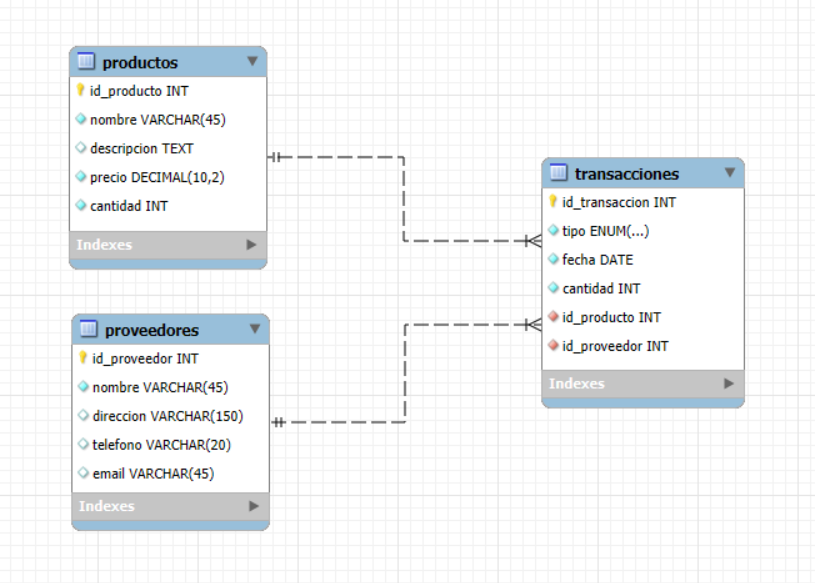 productos
id_producto INT
nombre VARCHAR(45)
descripcion TEXT
precio DECIMAL(10,2)
cantidad INT
Indexes
proveedores
id_proveedor INT
nombre VARCHAR(45)
direccion VARCHAR(150)
telefono VARCHAR(20)
email VARCHAR(45)
Indexes
transacciones
id_transaccion INT
tipo ENUM(...)
fecha DATE
cantidad INT
id_producto INT
id_proveedor INT
Indexes